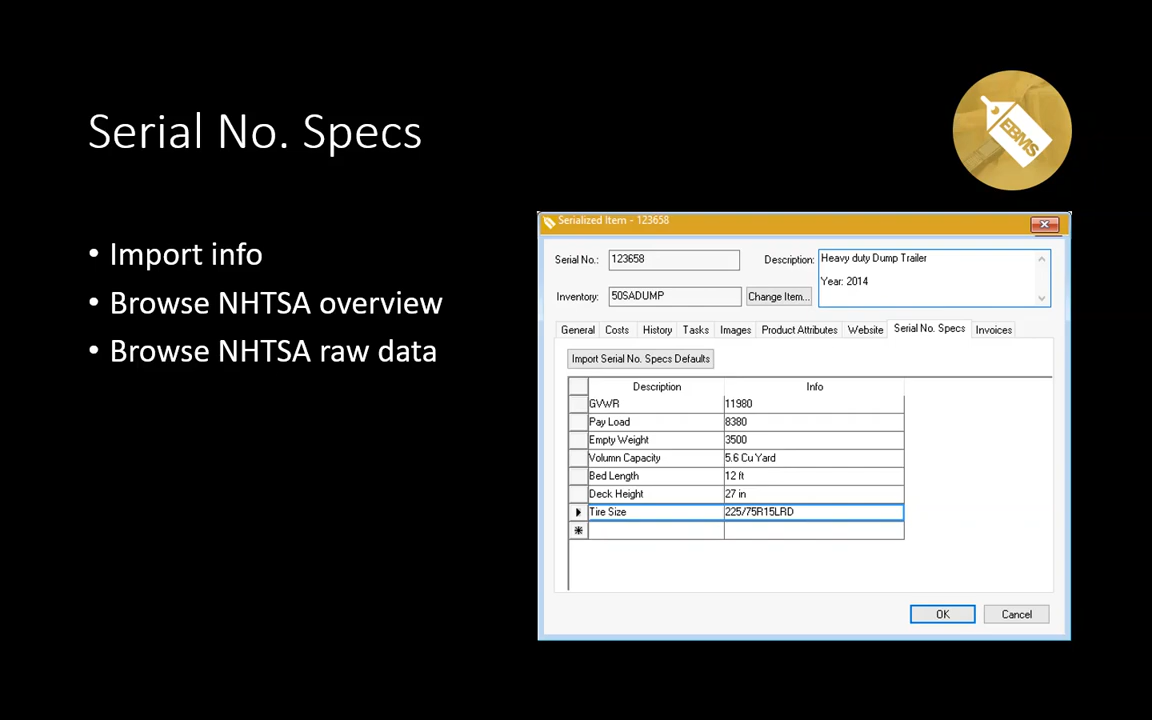 Serial No. Specs
EBMS
• Import info
• Browse NHTSA overview
• Browse NHTSA raw data
Serialized Item - 123658
Serial No.: 123658 Description: Heavy duty Dump Trailer
Year: 2014
Inventory: 50SADUMP Change Item...
General Costs History Tasks Images Product Attributes Website Serial No. Specs Invoices
Import Serial No. Specs Defaults
Description Info
GVWR 11980
Pay Load 8380
Empty Weight 3500
Volumn Capacity 5.6 Cu Yard
Bed Length 12 ft
Deck Height 27 in
Tire Size 225/75R15LRD
OK Cancel